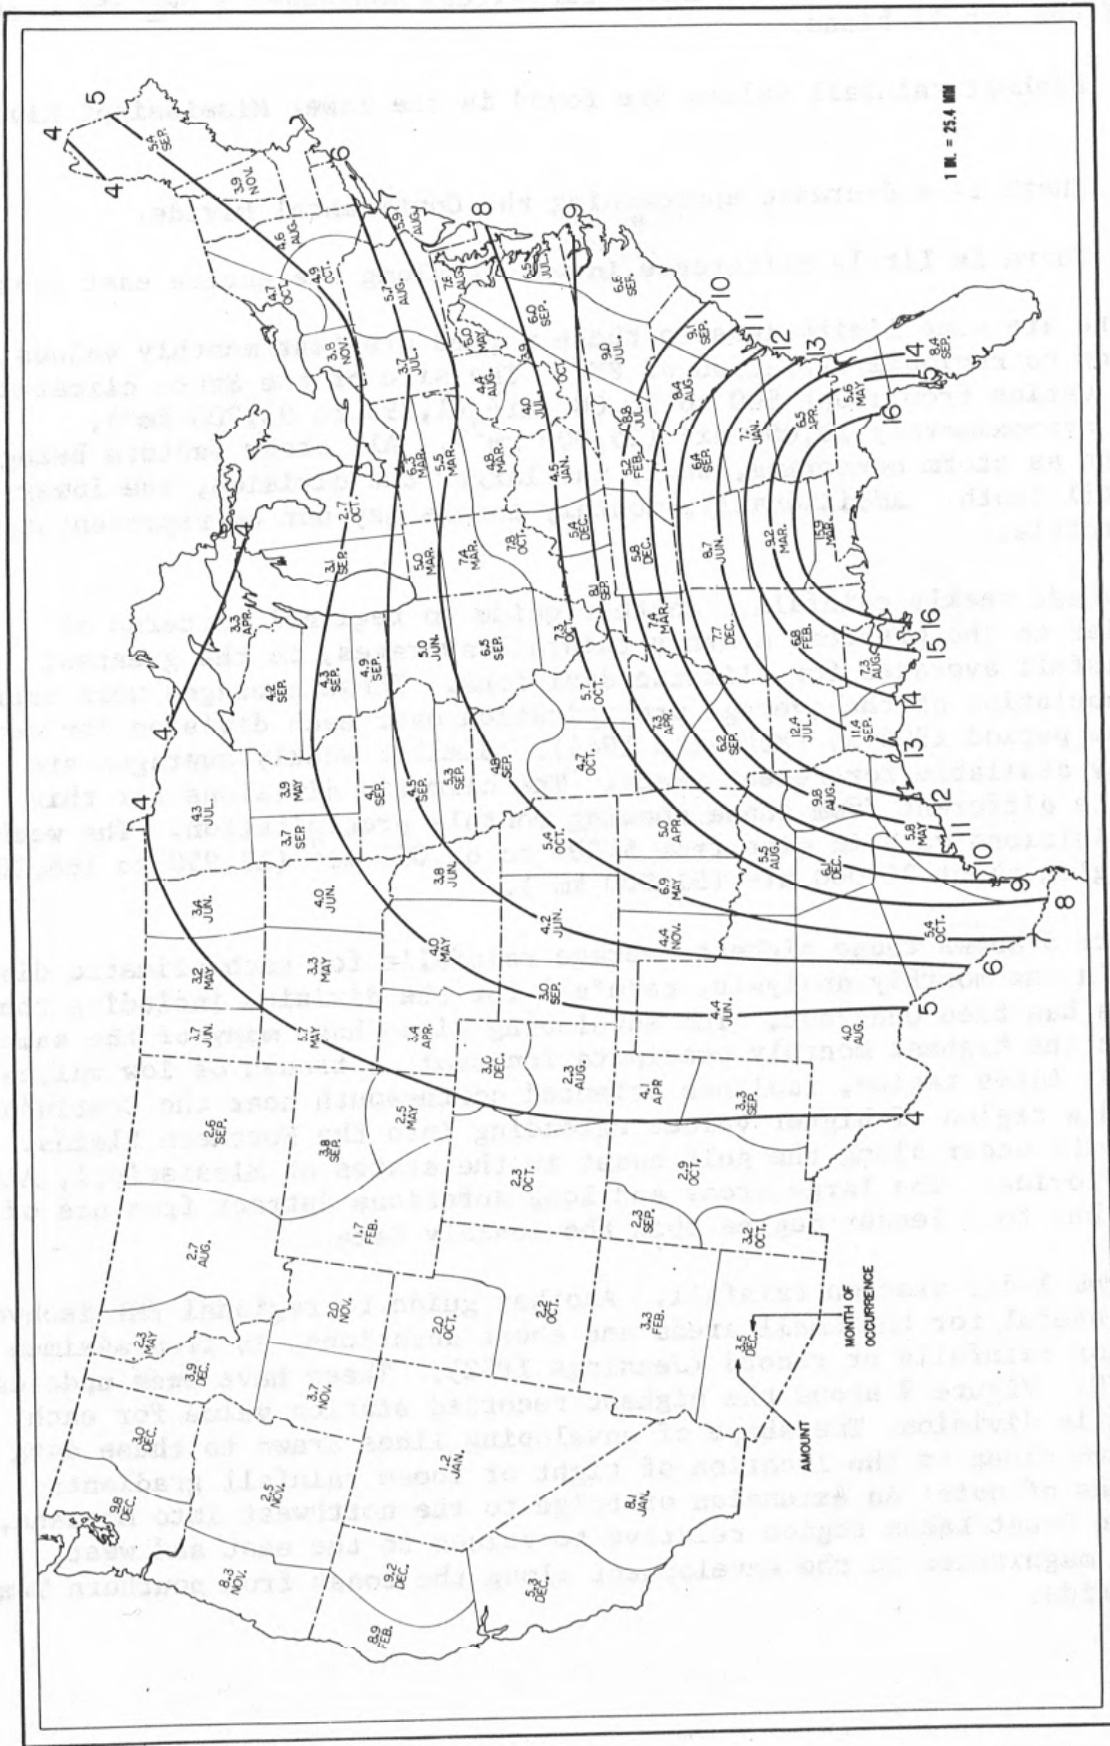 9.8
DEC.
3.0
DEC.
3.9
DEC.
4.3
MAY
2.7
AUG.
2.6
SEP.
3.7
JUN.
3.2
MAY
3.4
JUN.
4.1
JUL.
8.3
NOV.
2.5
NOV.
3.7
NOV.
2.0
NOV.
1.7
FEB.
3.8
SEP.
5.7
MAY
3.3
MAY
4.0
JUN.
3.7
SEP.
3.9
MAY
4.2
SEP.
3.3
APR.
8.9
FEB.
9.2
DEC.
1.2
JAN.
2.0
OCT.
2.5
MAY
3.4
APR.
4.0
MAY
3.8
JUN.
4.1
SEP.
4.5
SEP.
5.3
SEP.
4.8
SEP.
4.3
SEP.
4.9
SEP.
3.1
SEP.
2.7
OCT.
5.3
DEC.
8.1
JAN.
2.2
OCT.
2.3
OCT.
3.0
DEC.
2.3
AUG.
3.0
SEP.
4.2
JUN.
5.4
OCT.
4.7
OCT.
5.7
OCT.
7.3
OCT.
6.5
SEP.
5.0
JAN.
5.0
MAR.
7.4
MAR.
7.8
OCT.
6.3
MAR.
5.5
MAR.
4.8
MAR.
3.3
FEB.
3.2
OCT.
2.3
SEP.
2.9
OCT.
4.1
APR
3.3
SEP.
4.4
JUN.
4.4
NOV.
6.9
MAY
5.0
APR.
7.3
APR.
6.2
SEP.
8.1
SEP.
7.4
MAR.
7.7
DEC.
4.0
AUG.
5.5
AUG.
9.8
AUG.
5.8
MAY
5.4
OCT.
12.4
JUL.
11.4
SEP.
7.3
AUG.
6.8
FEB.
5.4
DEC.
5.8
DEC.
4.5
JAN.
5.2
FEB.
6.4
SEP.
8.7
JUN.
9.2
MAR.
15.9
MAR.
7.7
JAN.
6.5
APR.
5.6
MAY
8.4
SEP.
8.4
AUG.
9.1
SEP.
8.8
JUL.
9.0
JUL.
6.6
SEP.
4.0
JUL.
3.9
OCT.
6.0
SEP.
6.0
MAY
3.7
JUL.
5.7
AUG.
5.9
AUG.
3.8
NOV.
4.9
OCT.
4.7
OCT.
4.6
AUG.
3.9
NOV.
5.4
SEP.
4
4
5
4
4
4
6
8
9
10
11
12
13
14
15
16
16
15
14
13
12
11
10
9
8
7
6
5
4
AMOUNT
3.5
DEC.
MONTH OF
OCCURRENCE
1 IN. = 25.4 MM